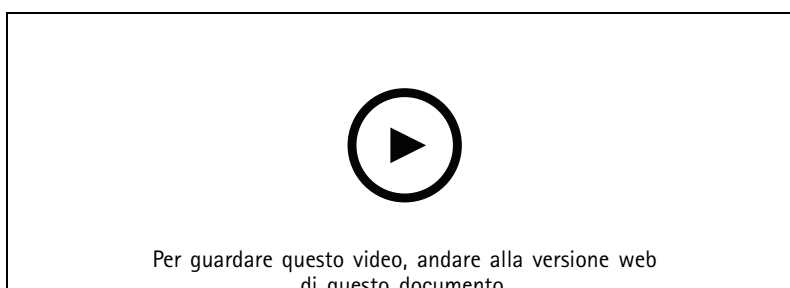 Per guardare questo video, andare alla versione web
di questo documento